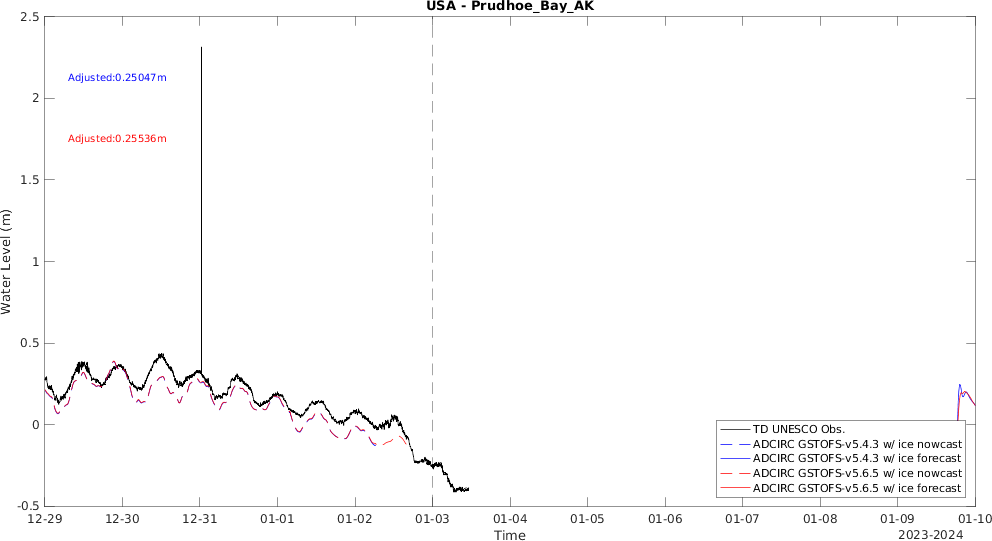 USA - Prudhoe_Bay_AK
2.5
2
1.5
1
0.5
0
-0.5
Water Level (m)
Adjusted:0.25047m
Adjusted:0.25536m
TD UNESCO Obs.
ADCIRC GSTOFS-v5.4.3 w/ ice nowcast
ADCIRC GSTOFS-v5.4.3 w/ ice forecast
ADCIRC GSTOFS-v5.6.5 w/ ice nowcast
ADCIRC GSTOFS-v5.6.5 w/ ice forecast
12-29 12-30 12-31 01-01 01-02 01-03 01-04 01-05 01-06 01-07 01-08 01-09 01-10
Time
2023-2024